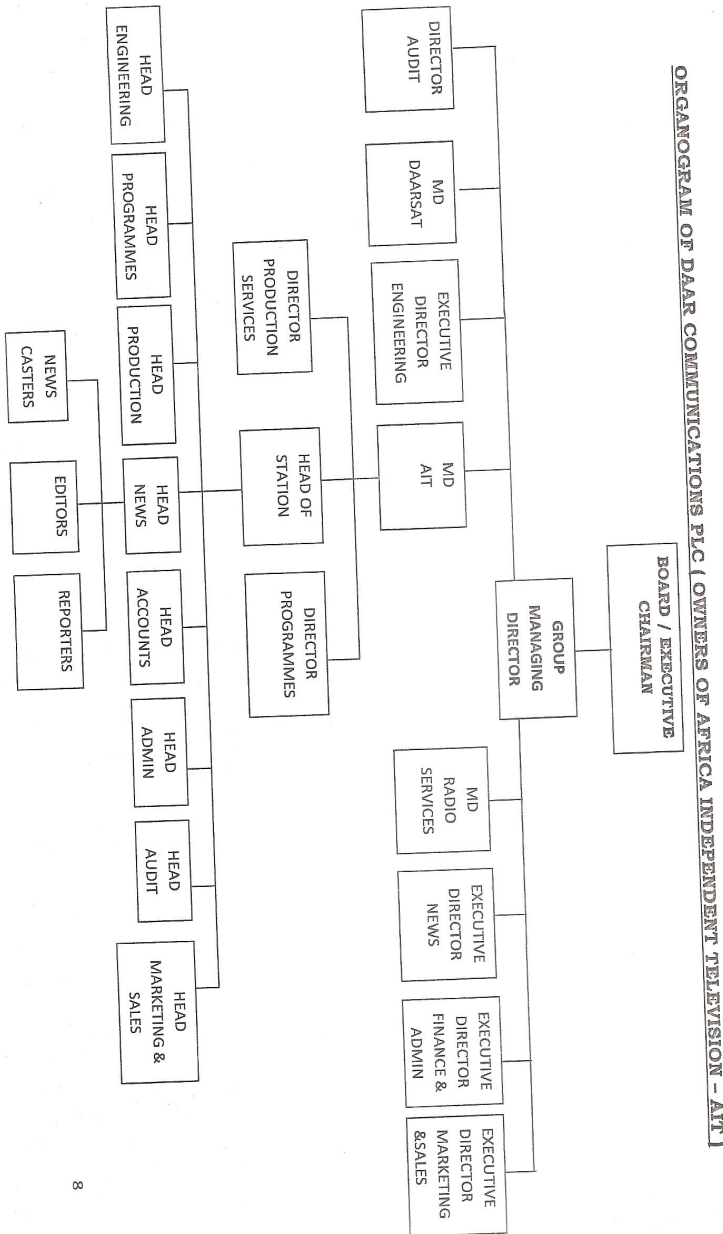 ORGANOGRAM OF DAAR COMMUNICATIONS PLC ( OWNERS OF AFRICA INDEPENDENT TELEVISION – AIT )
BOARD / EXECUTIVE
CHAIRMAN
GROUP
MANAGING
DIRECTOR
DIRECTOR
AUDIT
MD
DAARSAT
EXECUTIVE
DIRECTOR
ENGINEERING
MD
AIT
MD
RADIO
SERVICES
EXECUTIVE
DIRECTOR
NEWS
EXECUTIVE
DIRECTOR
FINANCE &
ADMIN
EXECUTIVE
DIRECTOR
MARKETING
&SALES
DIRECTOR
PRODUCTION
SERVICES
HEAD OF
STATION
DIRECTOR
PROGRAMMES
HEAD
ENGINEERING
HEAD
PROGRAMMES
HEAD
PRODUCTION
HEAD
NEWS
HEAD
ACCOUNTS
HEAD
ADMIN
HEAD
AUDIT
HEAD
MARKETING &
SALES
NEWS
CASTERS
EDITORS
REPORTERS
8